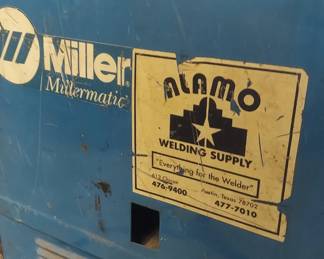 Miller
Millermatic
ALAMO
WELDING SUPPLY
"Everything for the Welder"
Austin, Texas 78702
476-9400
477-7010